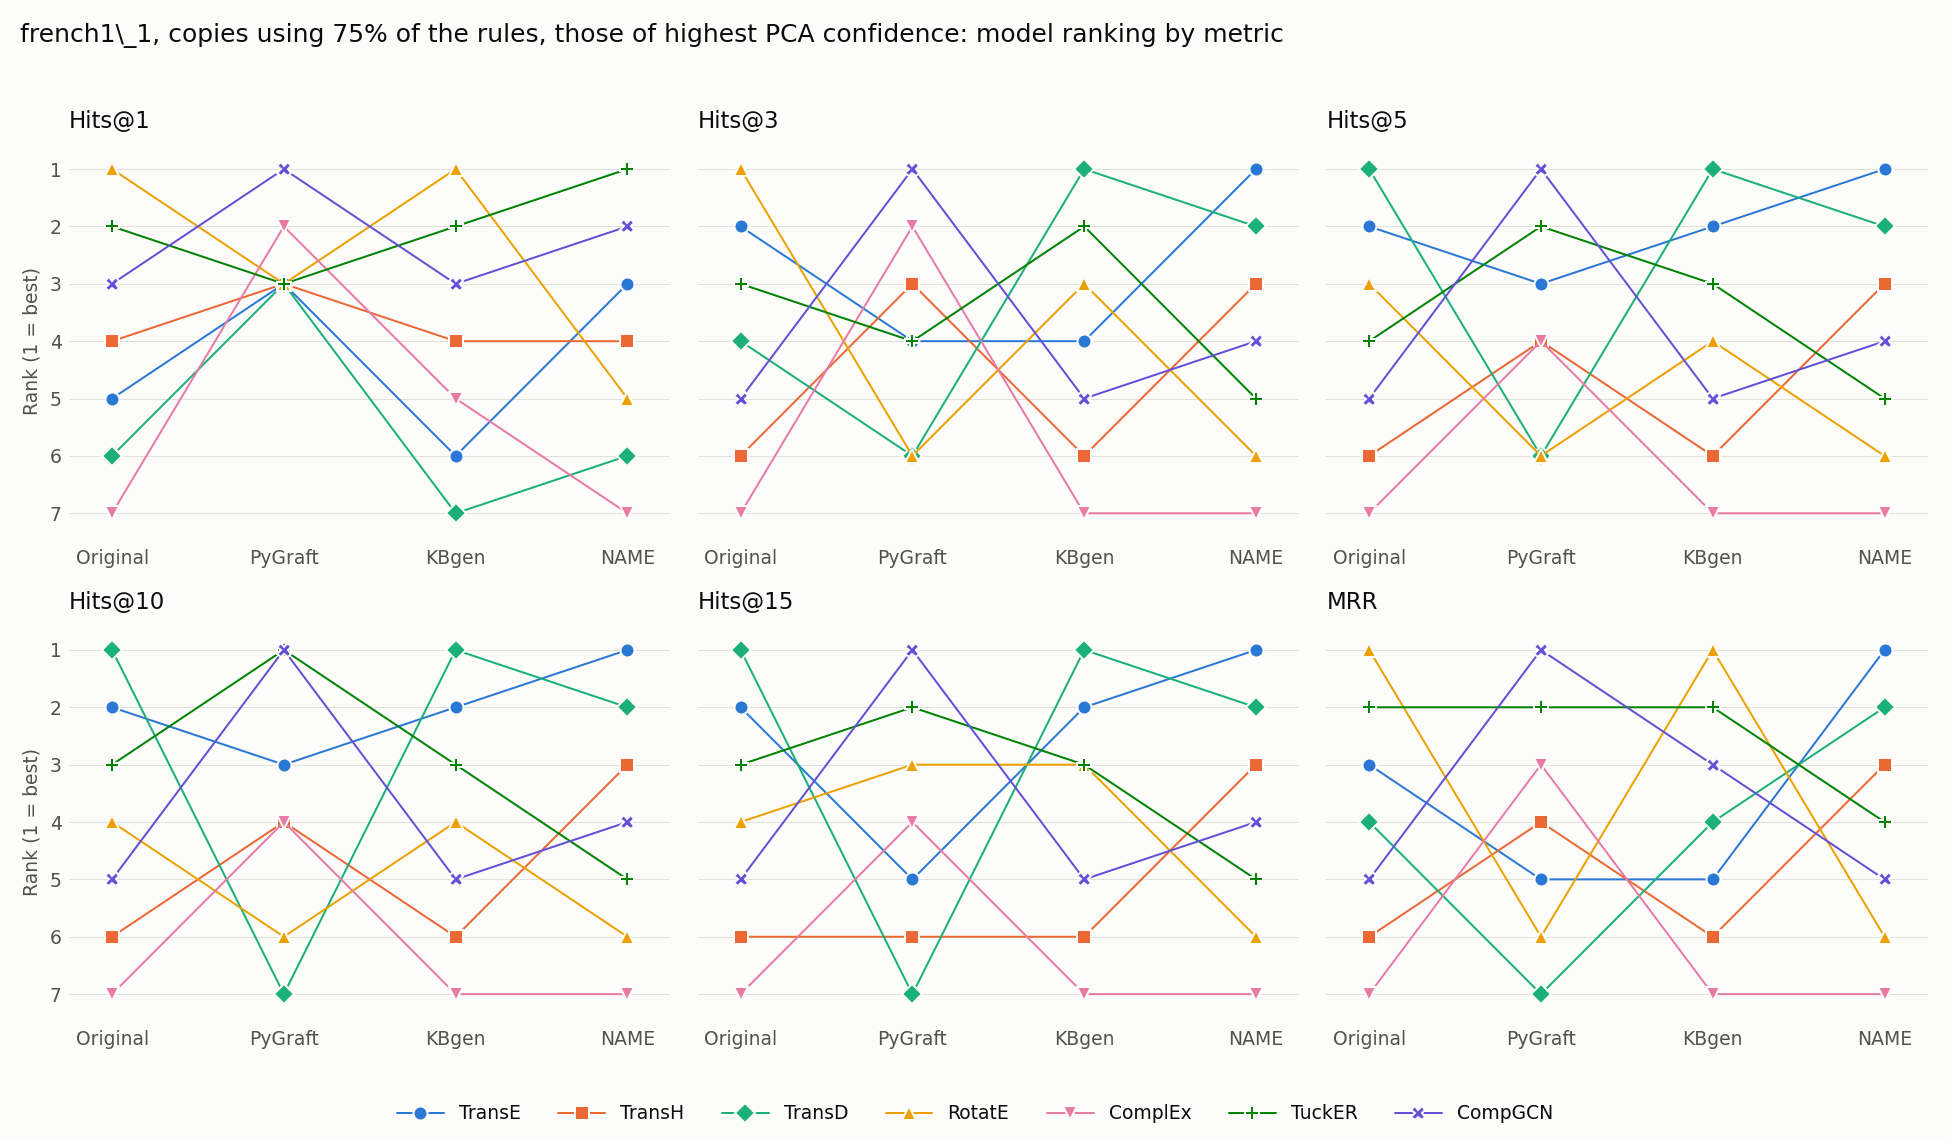 french1\_1, copies using 75% of the rules, those of highest PCA confidence: model ranking by metric
Hits@1
Hits@3
Hits@5
Rank (1 = best)
1
2
3
4
5
6
7
Original PyGraft KBgen NAME
Original PyGraft KBgen NAME
Original PyGraft KBgen NAME
Hits@10
Hits@15
MRR
Rank (1 = best)
1
2
3
4
5
6
7
Original PyGraft KBgen NAME
Original PyGraft KBgen NAME
Original PyGraft KBgen NAME
TransE TransH TransD RotatE ComplEx TuckER CompGCN